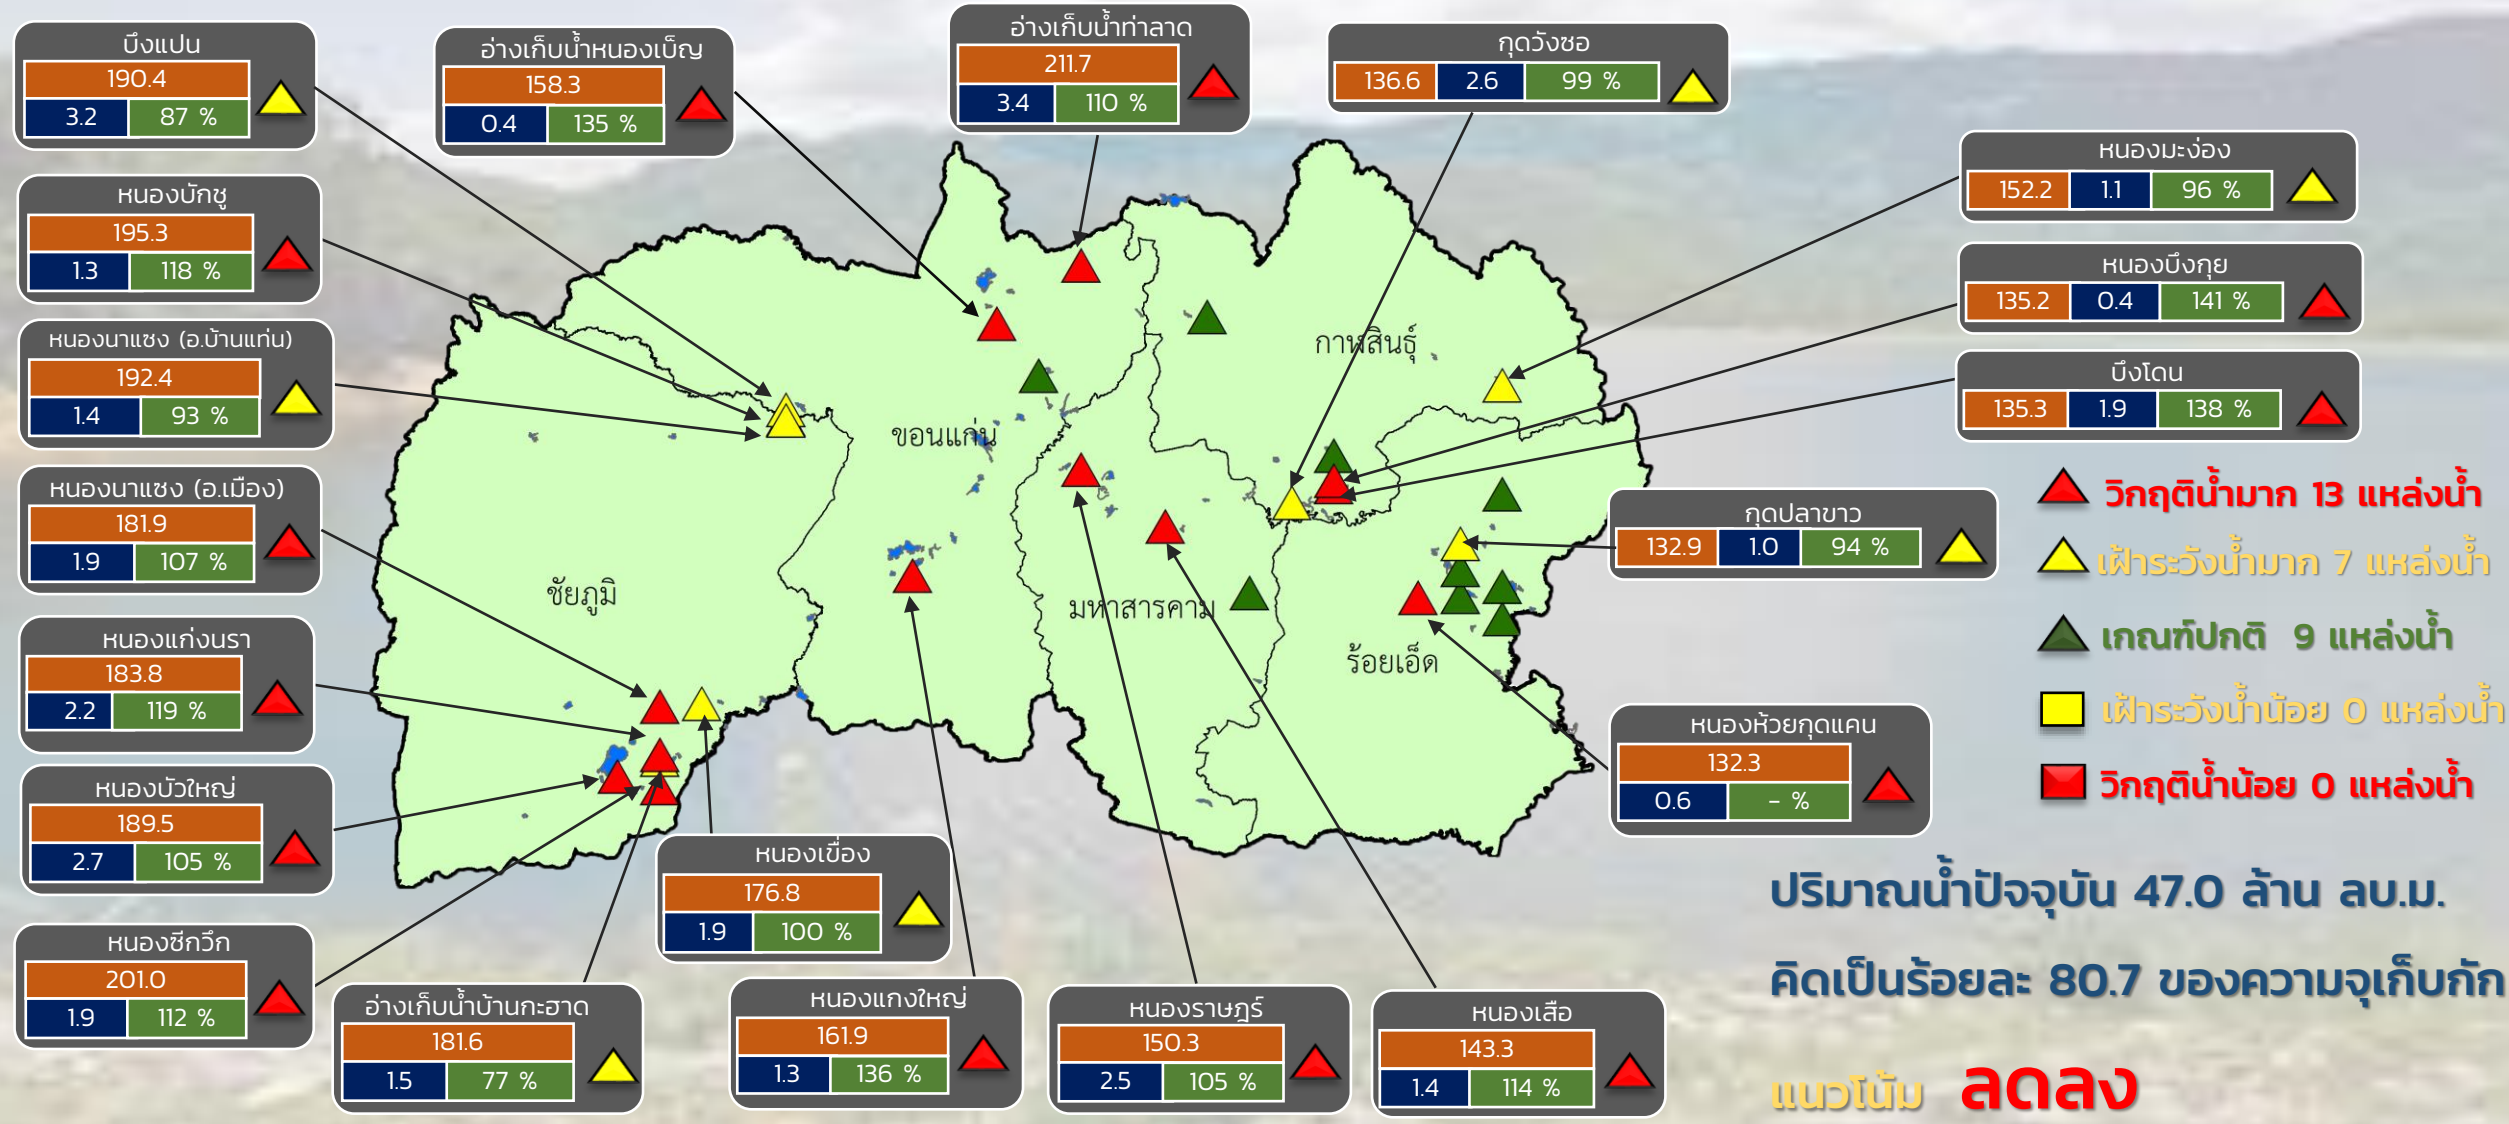 บึงแปน
190.4
3.2 87 %
อ่างเก็บน้ำหนองเบ็ญ
158.3
0.4 135 %
อ่างเก็บน้ำท่าลาด
211.7
3.4 110 %
กุดวังซอ
136.6 2.6 99 %
หนองมะง่อง
152.2 1.1 96 %
หนองบึงกุย
135.2 0.4 141 %
บึงโดน
135.3 1.9 138 %
หนองบักชู
195.3
1.3 118 %
หนองนาแซง (อ.บ้านแท่น)
192.4
1.4 93 %
หนองนาแซง (อ.เมือง)
181.9
1.9 107 %
หนองแก่งนรา
183.8
2.2 119 %
หนองบัวใหญ่
189.5
2.7 105 %
หนองซีกวึก
201.0
1.9 112 %
อ่างเก็บน้ำบ้านกะฮาด
181.6
1.5 77 %
หนองเขื่อง
176.8
1.9 100 %
หนองแกงใหญ่
161.9
1.3 136 %
หนองราษฎร์
150.3
2.5 105 %
หนองเสือ
143.3
1.4 114 %
กุดปลาขาว
132.9 1.0 94 %
หนองห้วยกุดแคน
132.3
0.6 - %
กาฬสินธุ์
ขอนแก่น
ชัยภูมิ
มหาสารคาม
ร้อยเอ็ด
วิกฤติน้ำมาก 13 แหล่งน้ำ
เฝ้าระวังน้ำมาก 7 แหล่งน้ำ
เกณฑ์ปกติ 9 แหล่งน้ำ
เฝ้าระวังน้ำน้อย 0 แหล่งน้ำ
วิกฤติน้ำน้อย 0 แหล่งน้ำ
ปริมาณน้ำปัจจุบัน 47.0 ล้าน ลบ.ม.
คิดเป็นร้อยละ 80.7 ของความจุเก็บกัก
แนวโน้ม ลดลง